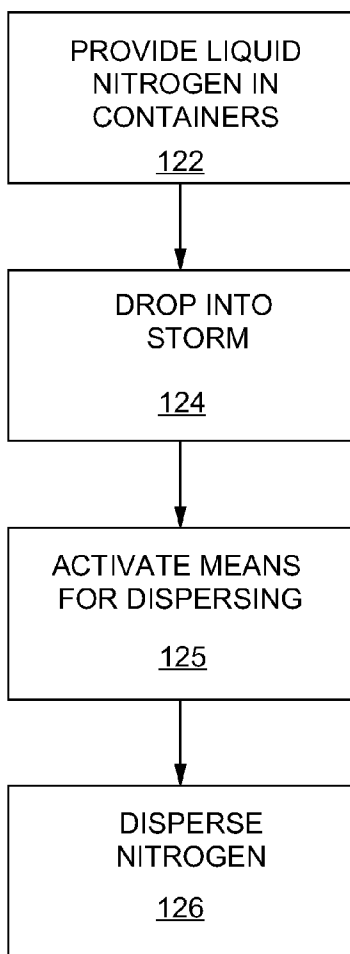 PROVIDE LIQUID
NITROGEN IN
CONTAINERS
122
DROP INTO
STORM
124
ACTIVATE MEANS
FOR DISPERSING
125
DISPERSE
NITROGEN
126